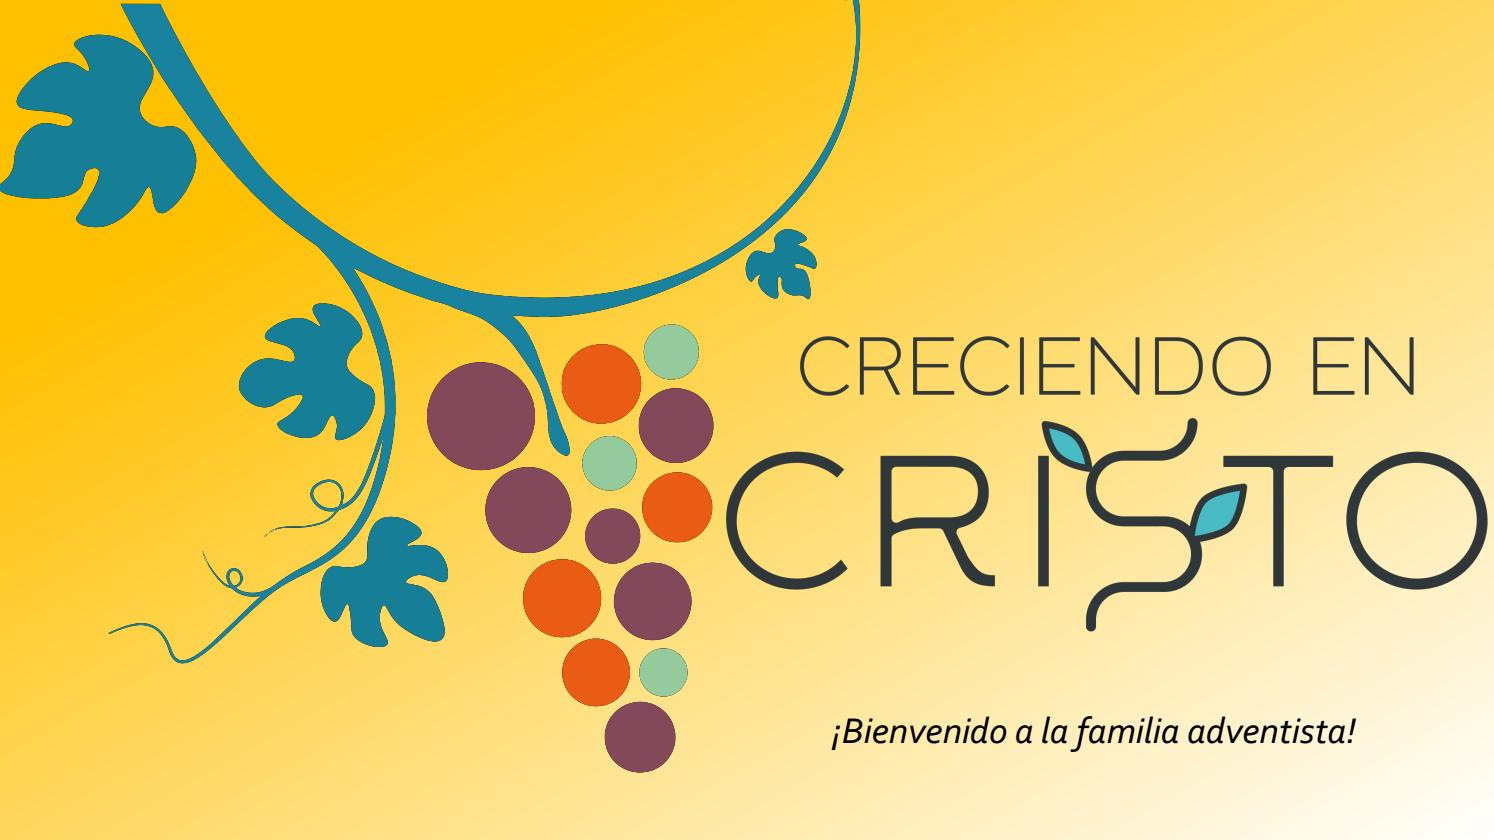 CRECIENDO EN
CRISTO
¡Bienvenido a la familia adventista!